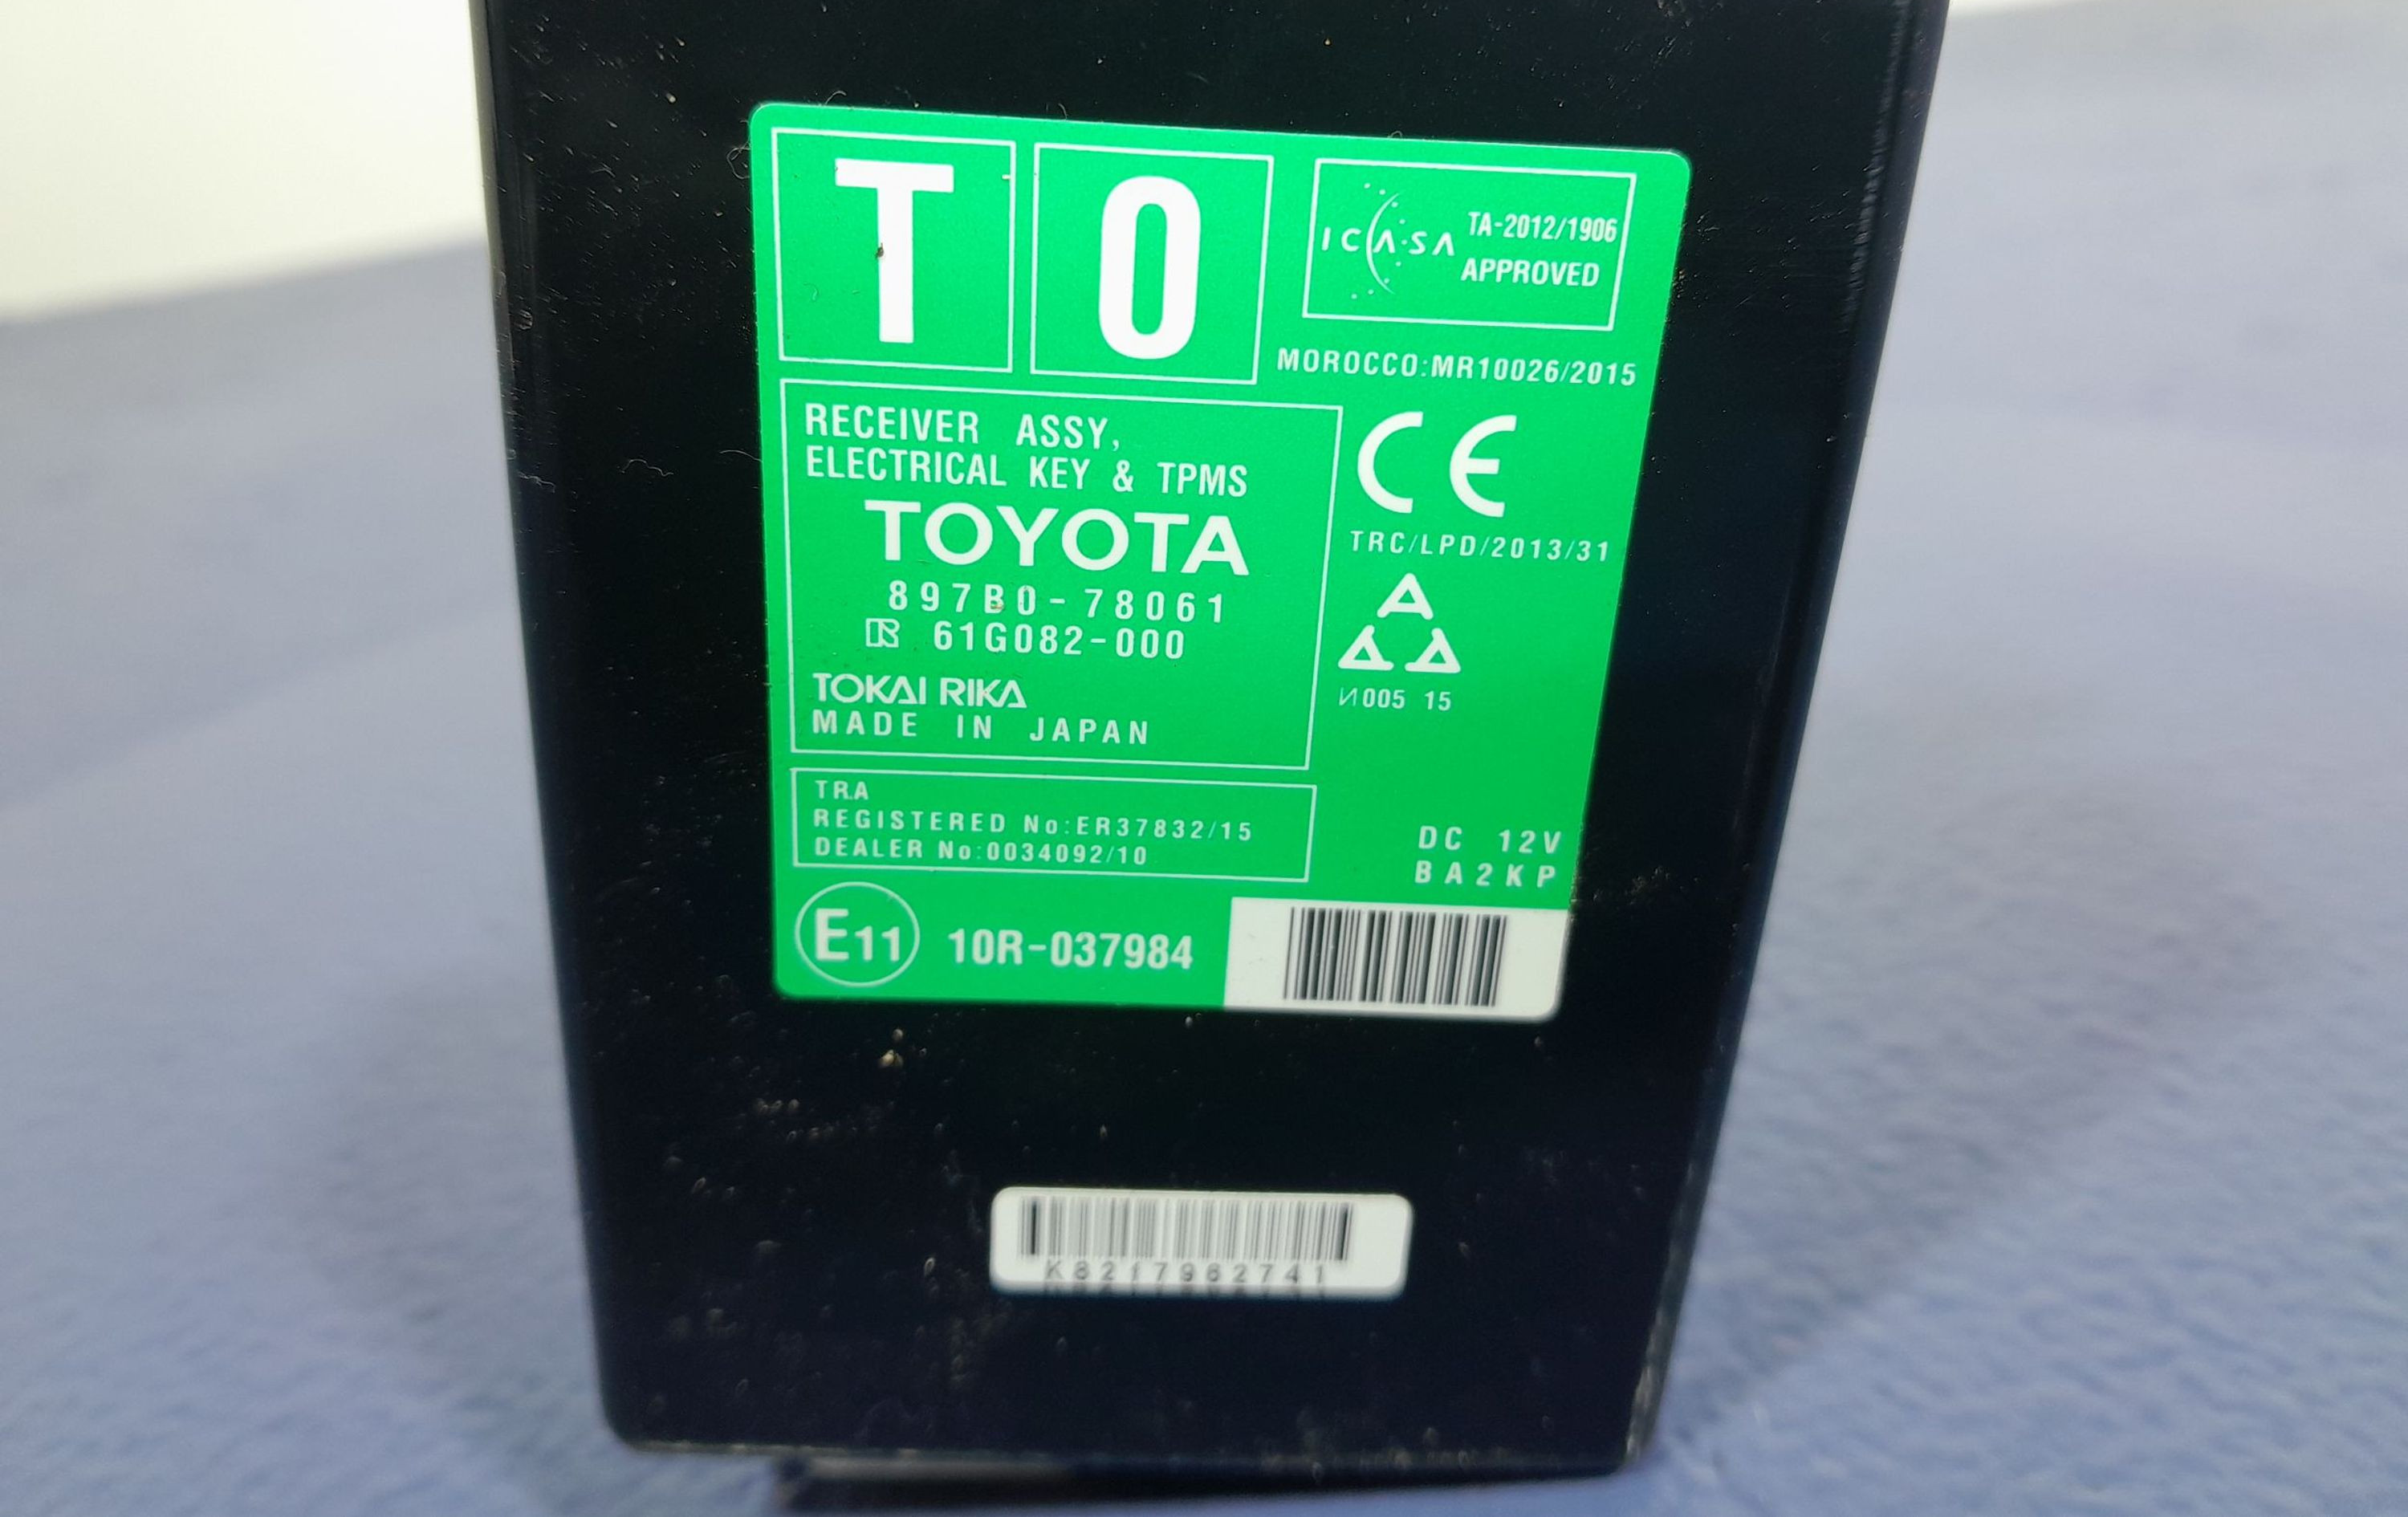 T 0
ICASA TA-2012/1906
APPROVED
MOROCCO:MR10026/2015
RECEIVER ASSY,
ELECTRICAL KEY & TPMS
TOYOTA
897B0-78061
R 61G082-000
TOKAI RIKA
MADE IN JAPAN
CE
TRC/LPD/2013/31
И005 15
TRA
REGISTERED No:ER37832/15
DEALER No:0034092/10
DC 12V
BA2KP
E11 10R-037984